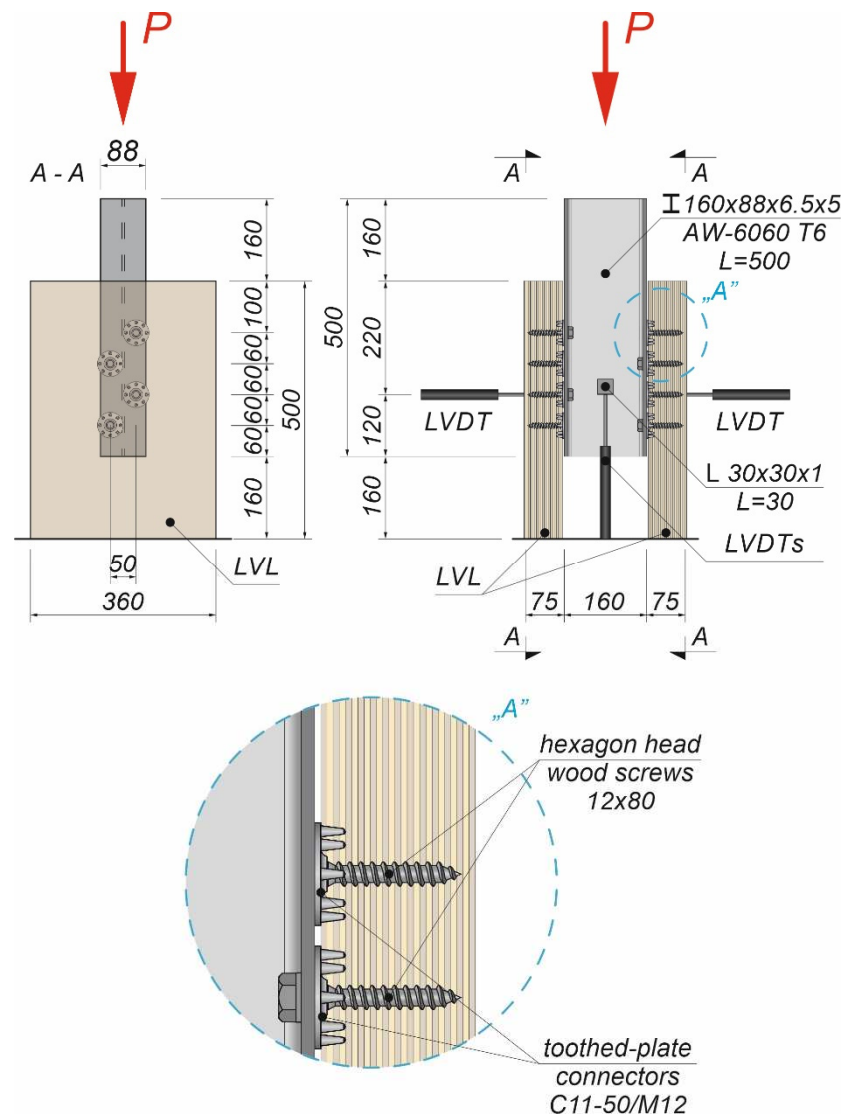 P
P
A - A
88
A
A
160
100
60
60
60
60
160
500
50
360
LVL
500
160
220
120
160
I 160x88x6.5x5
AW-6060 T6
L=500
„A”
LVDT
LVDT
L 30x30x1
L=30
LVDTs
LVL
75
160
75
A
A
„A”
hexagon head
wood screws
12x80
toothed-plate
connectors
C11-50/M12